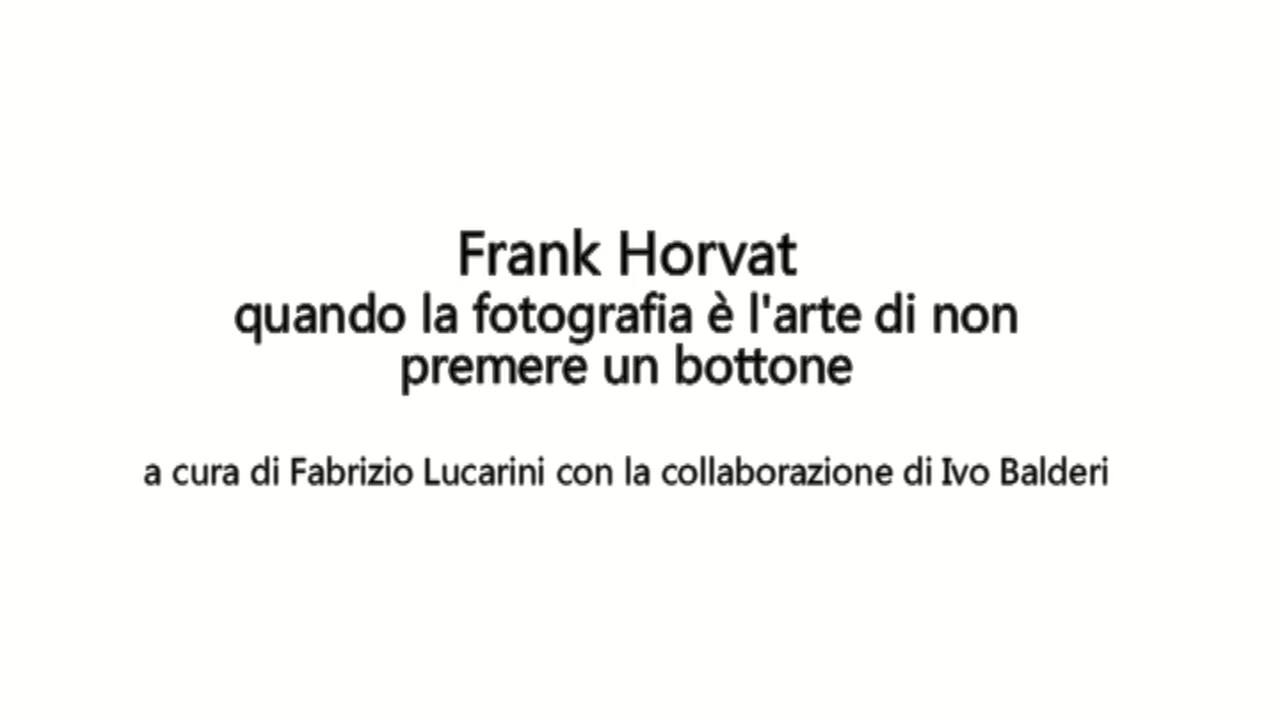 Frank Horvat
quando la fotografia è l'arte di non
premere un bottone
a cura di Fabrizio Lucarini con la collaborazione di Ivo Balderi